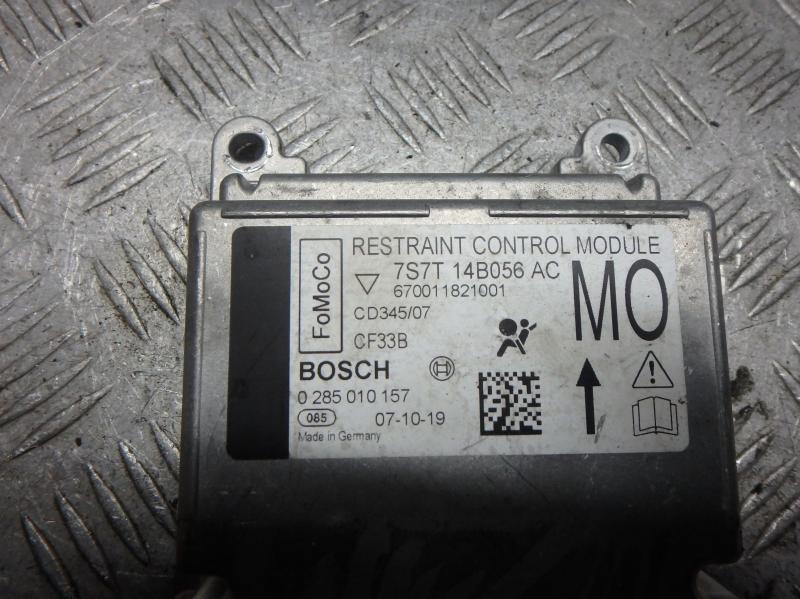 FoMoCo
RESTRAINT CONTROL MODULE
7S7T 14B056 AC
670011821001
CD345/07
CF33B
MO
BOSCH
0 285 010 157
085 07-10-19
Made in Germany